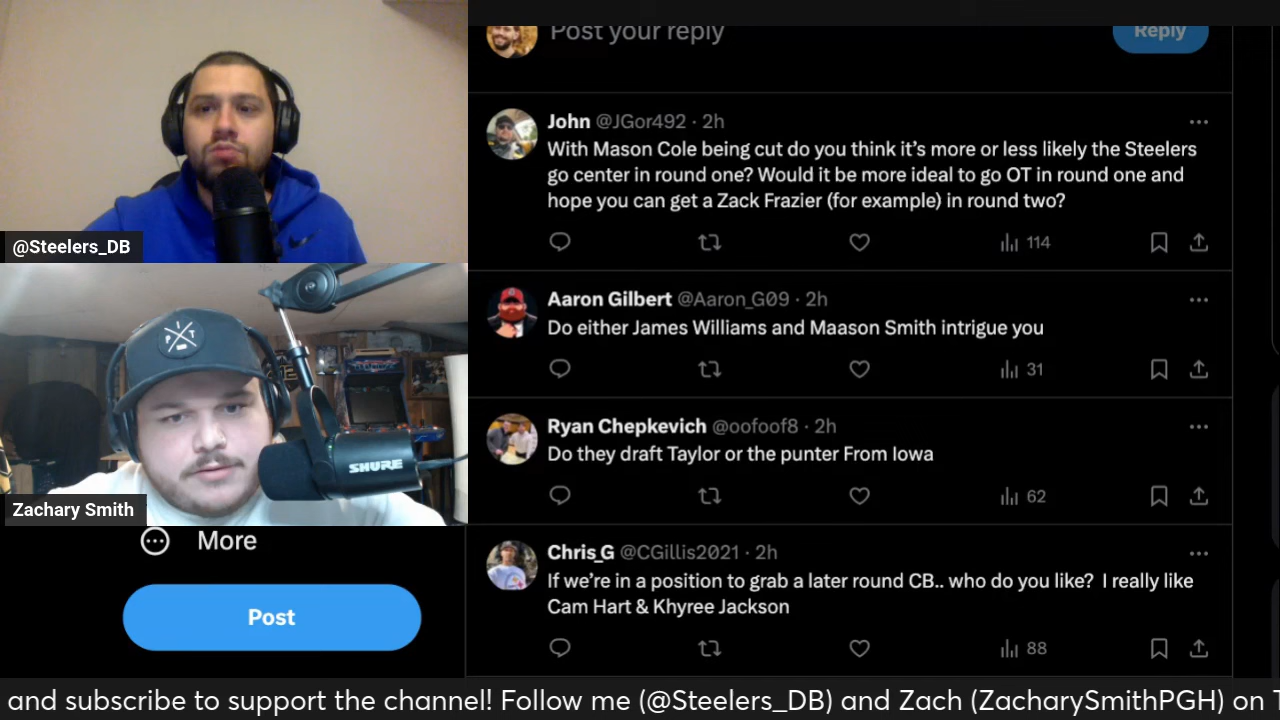 Post your reply
Reply
John @JGor492 · 2h
With Mason Cole being cut do you think it’s more or less likely the Steelers
go center in round one? Would it be more ideal to go OT in round one and
hope you can get a Zack Frazier (for example) in round two?
114
@Steelers_DB
Aaron Gilbert @Aaron_G09 · 2h
Do either James Williams and Maason Smith intrigue you
31
PIT
SHURE
Zachary Smith
Ryan Chepkevich @oofoof8 · 2h
Do they draft Taylor or the punter From Iowa
62
More
Post
Chris_G @CGillis2021 · 2h
If we’re in a position to grab a later round CB.. who do you like? I really like
Cam Hart & Khyree Jackson
88
and subscribe to support the channel! Follow me (@Steelers_DB) and Zach (ZacharySmithPGH) on